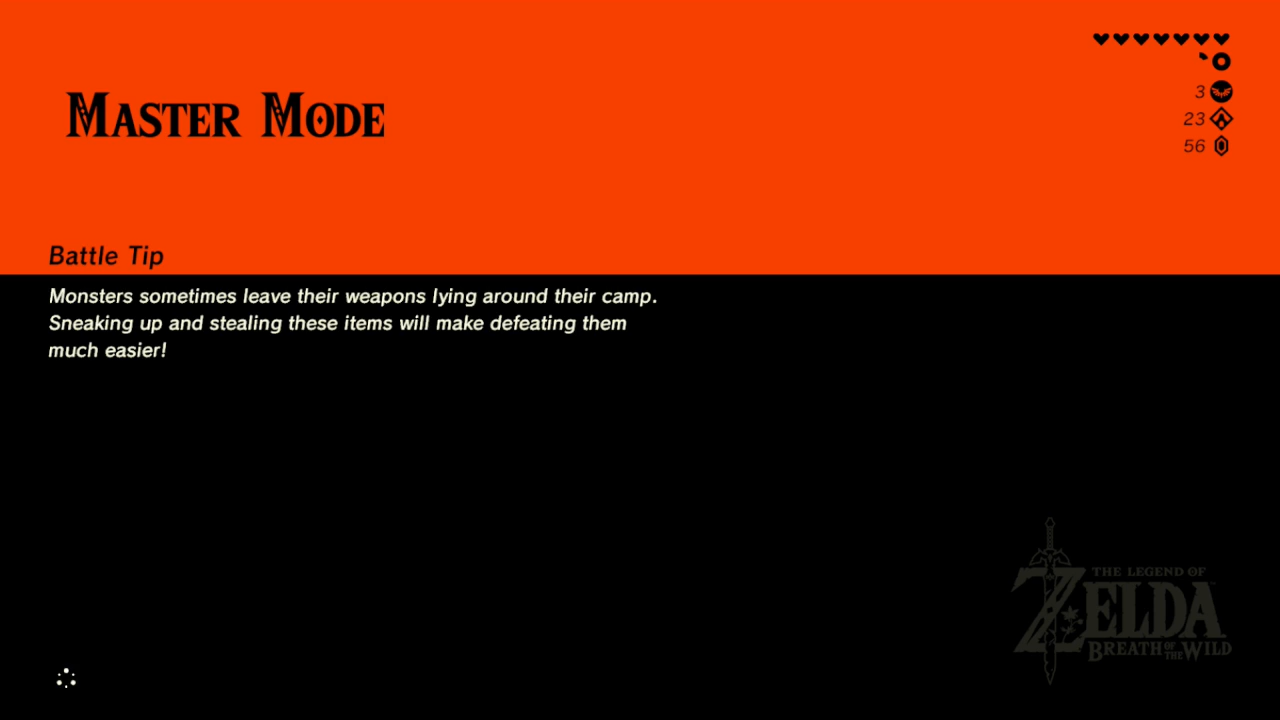 MASTER MODE
3
23
56
Battle Tip
Monsters sometimes leave their weapons lying around their camp.
Sneaking up and stealing these items will make defeating them
much easier!
THE LEGEND OF
ZELDA
BREATH OF THE WILD